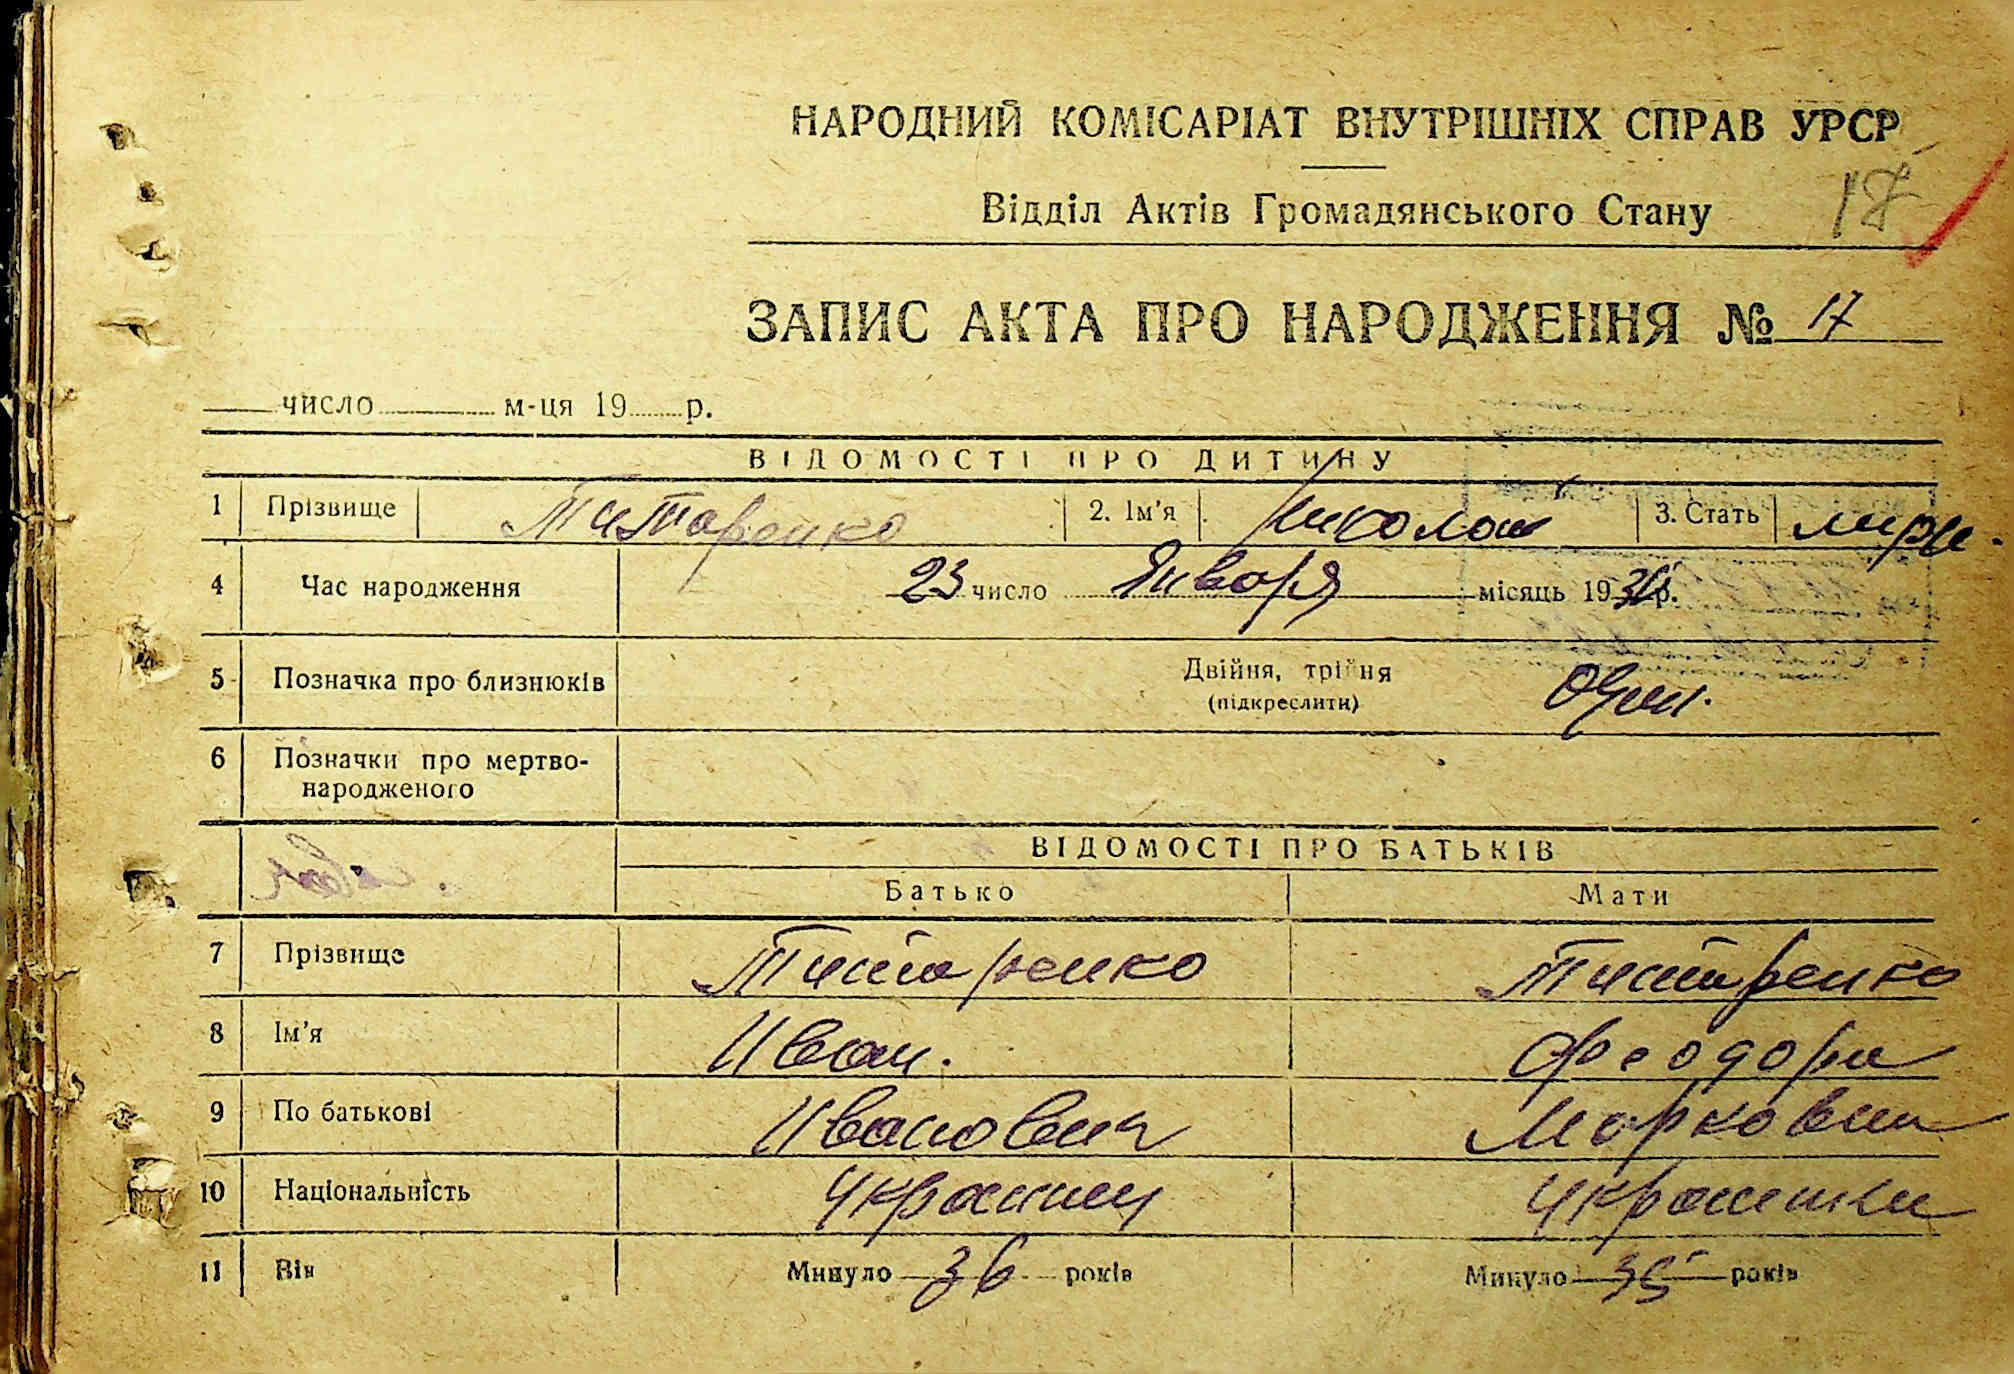 НАРОДНИЙ КОМІСАРІАТ ВНУТРІШНІХ СПРАВ УРСР
Відділ Актів Громадянського Стану
ЗАПИС АКТА ПРО НАРОДЖЕННЯ № 17
число м-ця 19 р.
ВІДОМОСТІ ПРО ДИТИНУ
1 Прізвище Титаренко 2. Ім'я Николай 3. Стать
4 Час народження 23 число Января місяць 19 р.
5 Позначка про близнюків Двійня, трійня
(підкреслити) Один.
6 Позначки про мертво-
народженого
ВІДОМОСТІ ПРО БАТЬКІВ
Батько Мати
7 Прізвище Титаренко Титаренко
8 Ім'я Иван. Феодора
9 По батькові Иванович Марковна
10 Національність Украинец Украинка
11 Він Минуло 36 років Минуло 35 років